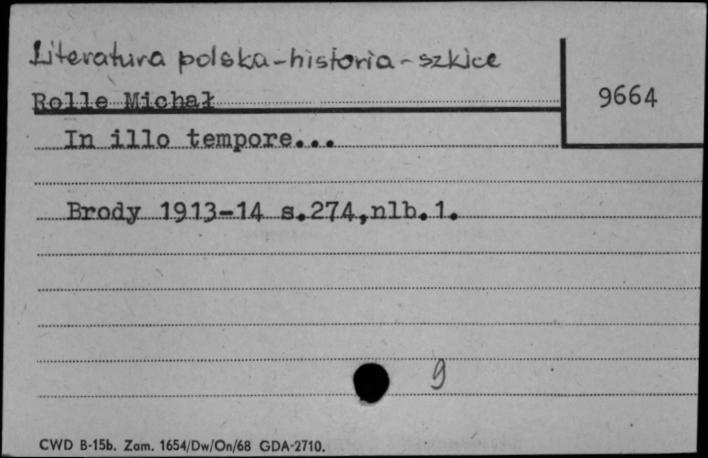 Literatura polska-historia-szkice
Rolle Michał
9664
In illo tempore...
Brody 1913-14 s.274,nlb.1.
9
CWD B-15b. Zam. 1654/Dw/On/68 GDA-2710.